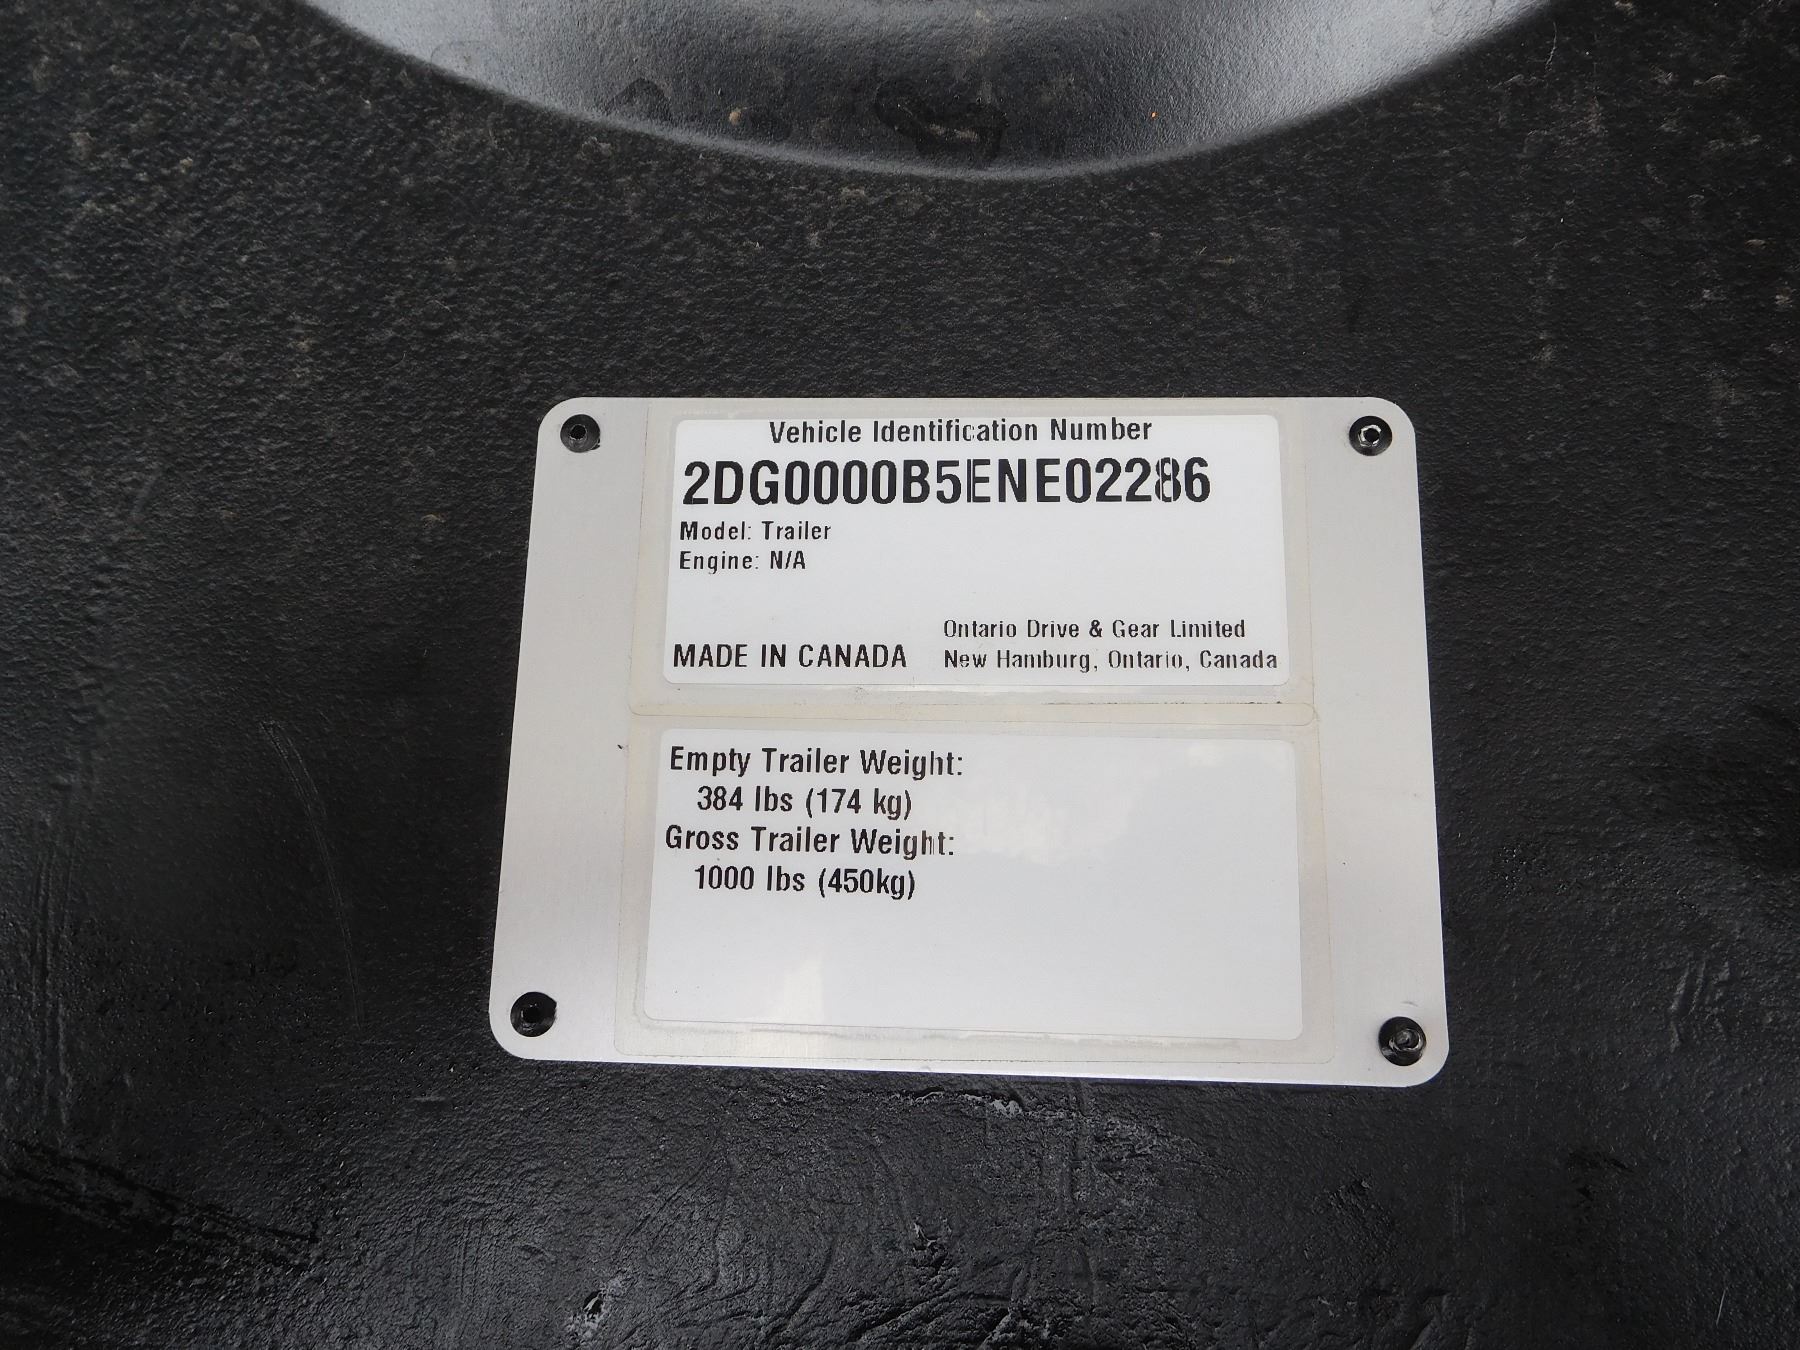 Vehicle Identification Number
2DG0000B5ENE02286
Model: Trailer
Engine: N/A
Ontario Drive & Gear Limited
MADE IN CANADA New Hamburg, Ontario, Canada
Empty Trailer Weight:
384 lbs (174 kg)
Gross Trailer Weight:
1000 lbs (450kg)